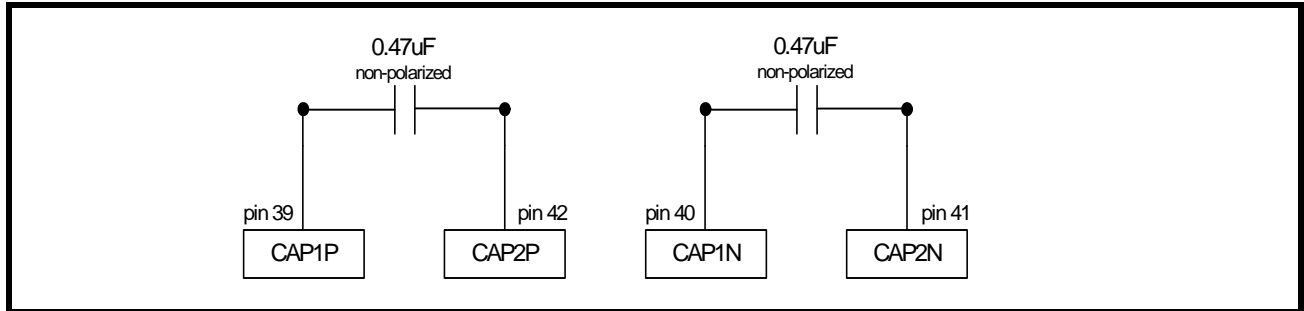 0.47uF
non-polarized
0.47uF
non-polarized
pin 39
pin 42
pin 40
pin 41
CAP1P
CAP2P
CAP1N
CAP2N